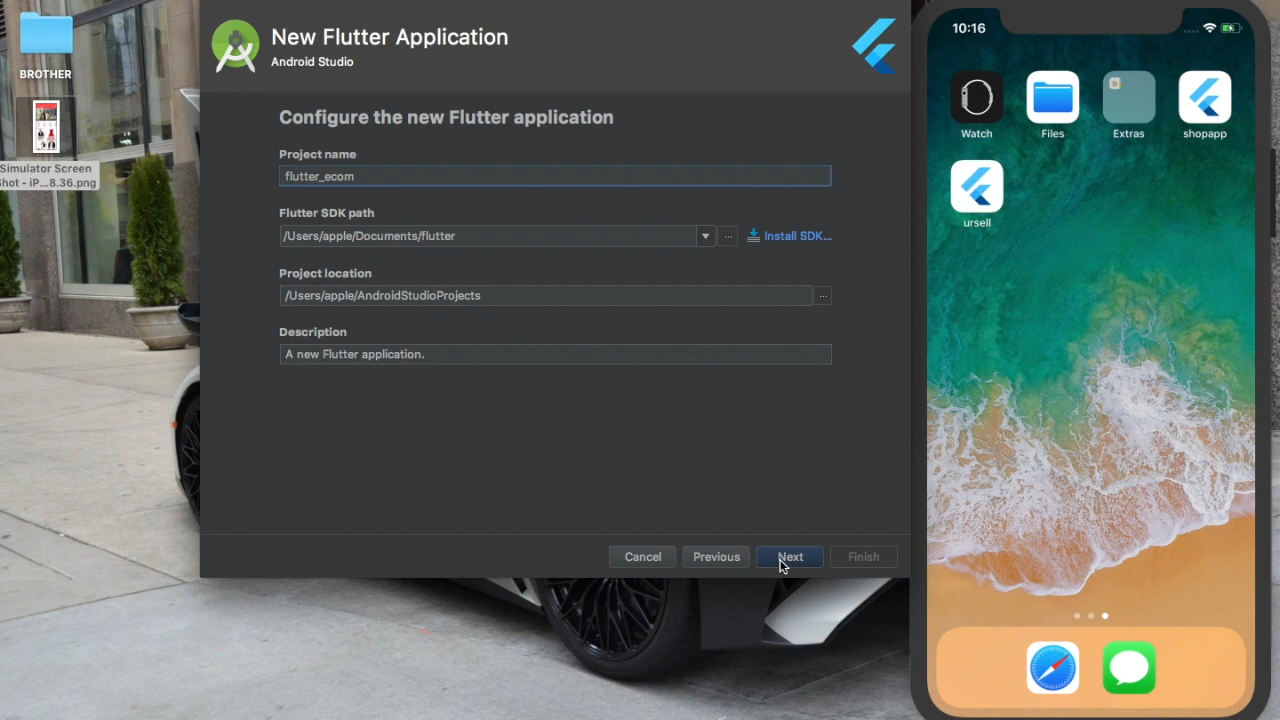 BROTHER
Simulator Screen
Shot - iP...8.36.png
New Flutter Application
Android Studio
Configure the new Flutter application
Project name
flutter_ecom
Flutter SDK path
/Users/apple/Documents/flutter
...
Install SDK...
Project location
/Users/apple/AndroidStudioProjects
...
Description
A new Flutter application.
Cancel
Previous
Next
Finish
10:16
Watch
Files
Extras
shopapp
ursell